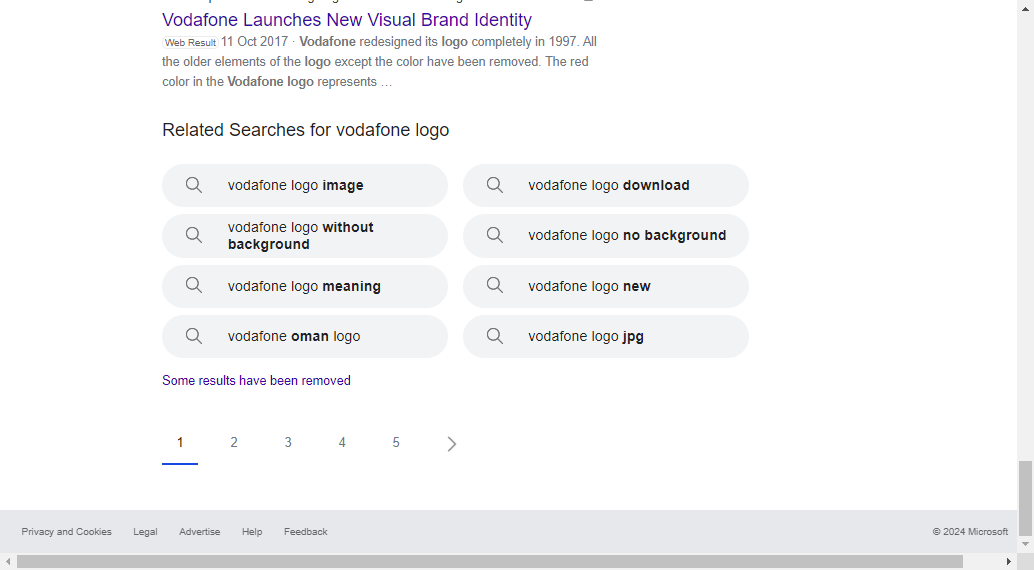 Vodafone Launches New Visual Brand Identity
Web Result 11 Oct 2017 · Vodafone redesigned its logo completely in 1997. All
the older elements of the logo except the color have been removed. The red
color in the Vodafone logo represents …
Related Searches for vodafone logo
vodafone logo image
vodafone logo download
vodafone logo without
background
vodafone logo no background
vodafone logo meaning
vodafone logo new
vodafone oman logo
vodafone logo jpg
Some results have been removed
1 2 3 4 5
Privacy and Cookies Legal Advertise Help Feedback © 2024 Microsoft